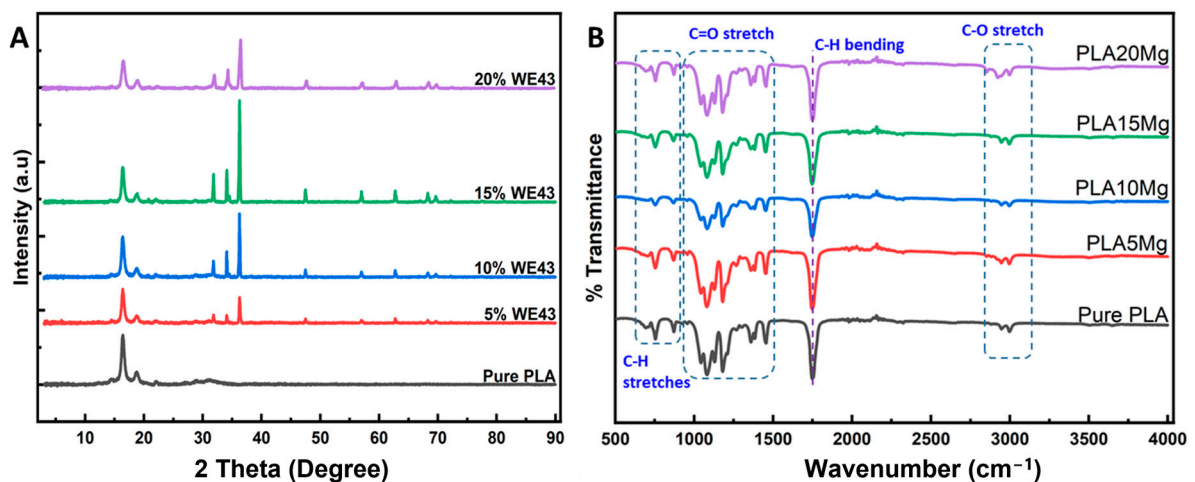 A
20% WE43
15% WE43
10% WE43
5% WE43
Pure PLA
Intensity (a.u)
10 20 30 40 50 60 70 80 90
2 Theta (Degree)
B
C=O stretch
C-H bending
C-O stretch
PLA20Mg
PLA15Mg
PLA10Mg
PLA5Mg
Pure PLA
C-H
stretches
% Transmittance
500 1000 1500 2000 2500 3000 3500 4000
Wavenumber (cm⁻¹)